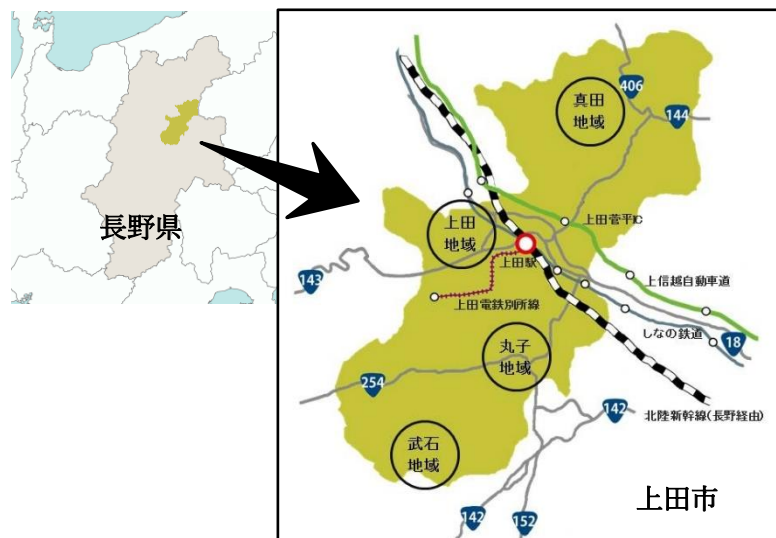 長野県
406
真田
地域
144
上田
地域
上田菅平IC
上田駅
143
上信越自動車道
上田電鉄別所線
しなの鉄道
18
丸子
地域
254
142
北陸新幹線(長野経由)
武石
地域
上田市
142
152